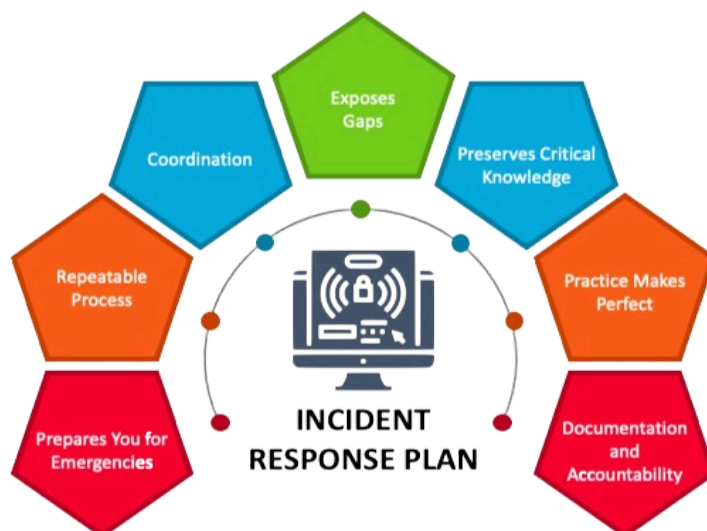 Exposes
Gaps
Coordination
Preserves Critical
Knowledge
Repeatable
Process
Practice Makes
Perfect
Prepares You for
Emergencies
INCIDENT
RESPONSE PLAN
Documentation
and
Accountability